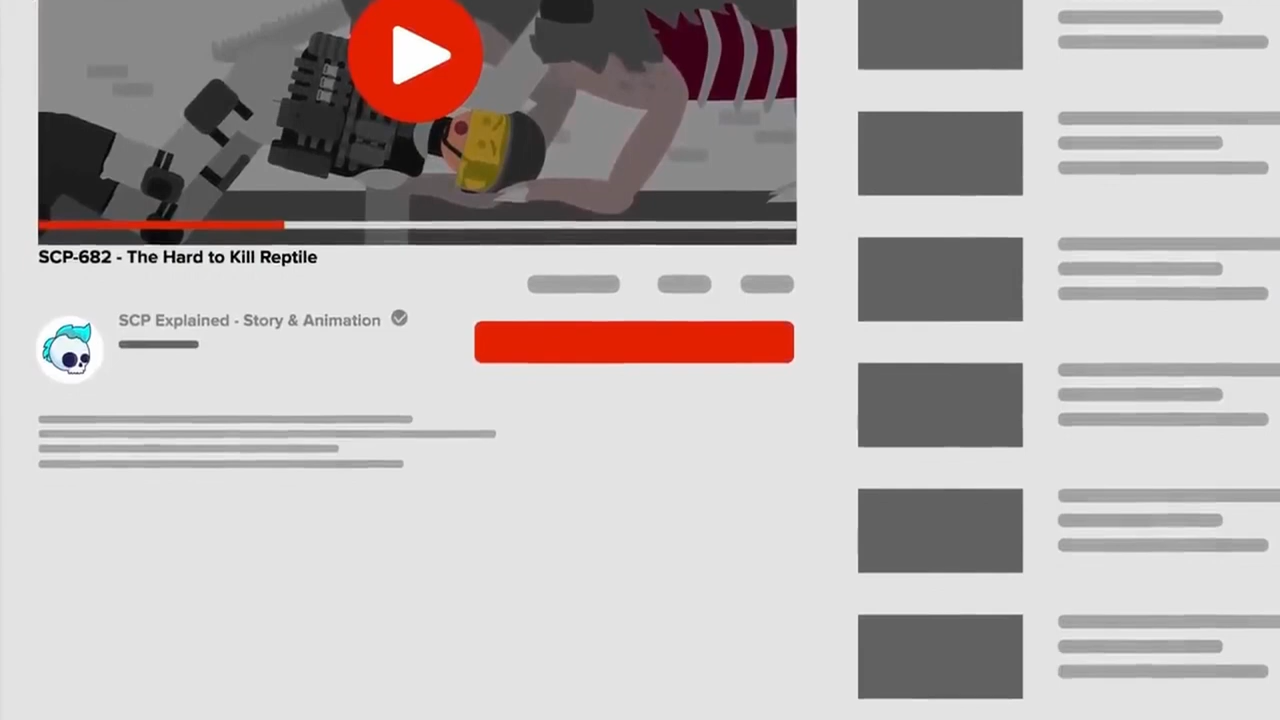 SCP-682 - The Hard to Kill Reptile
SCP Explained - Story & Animation